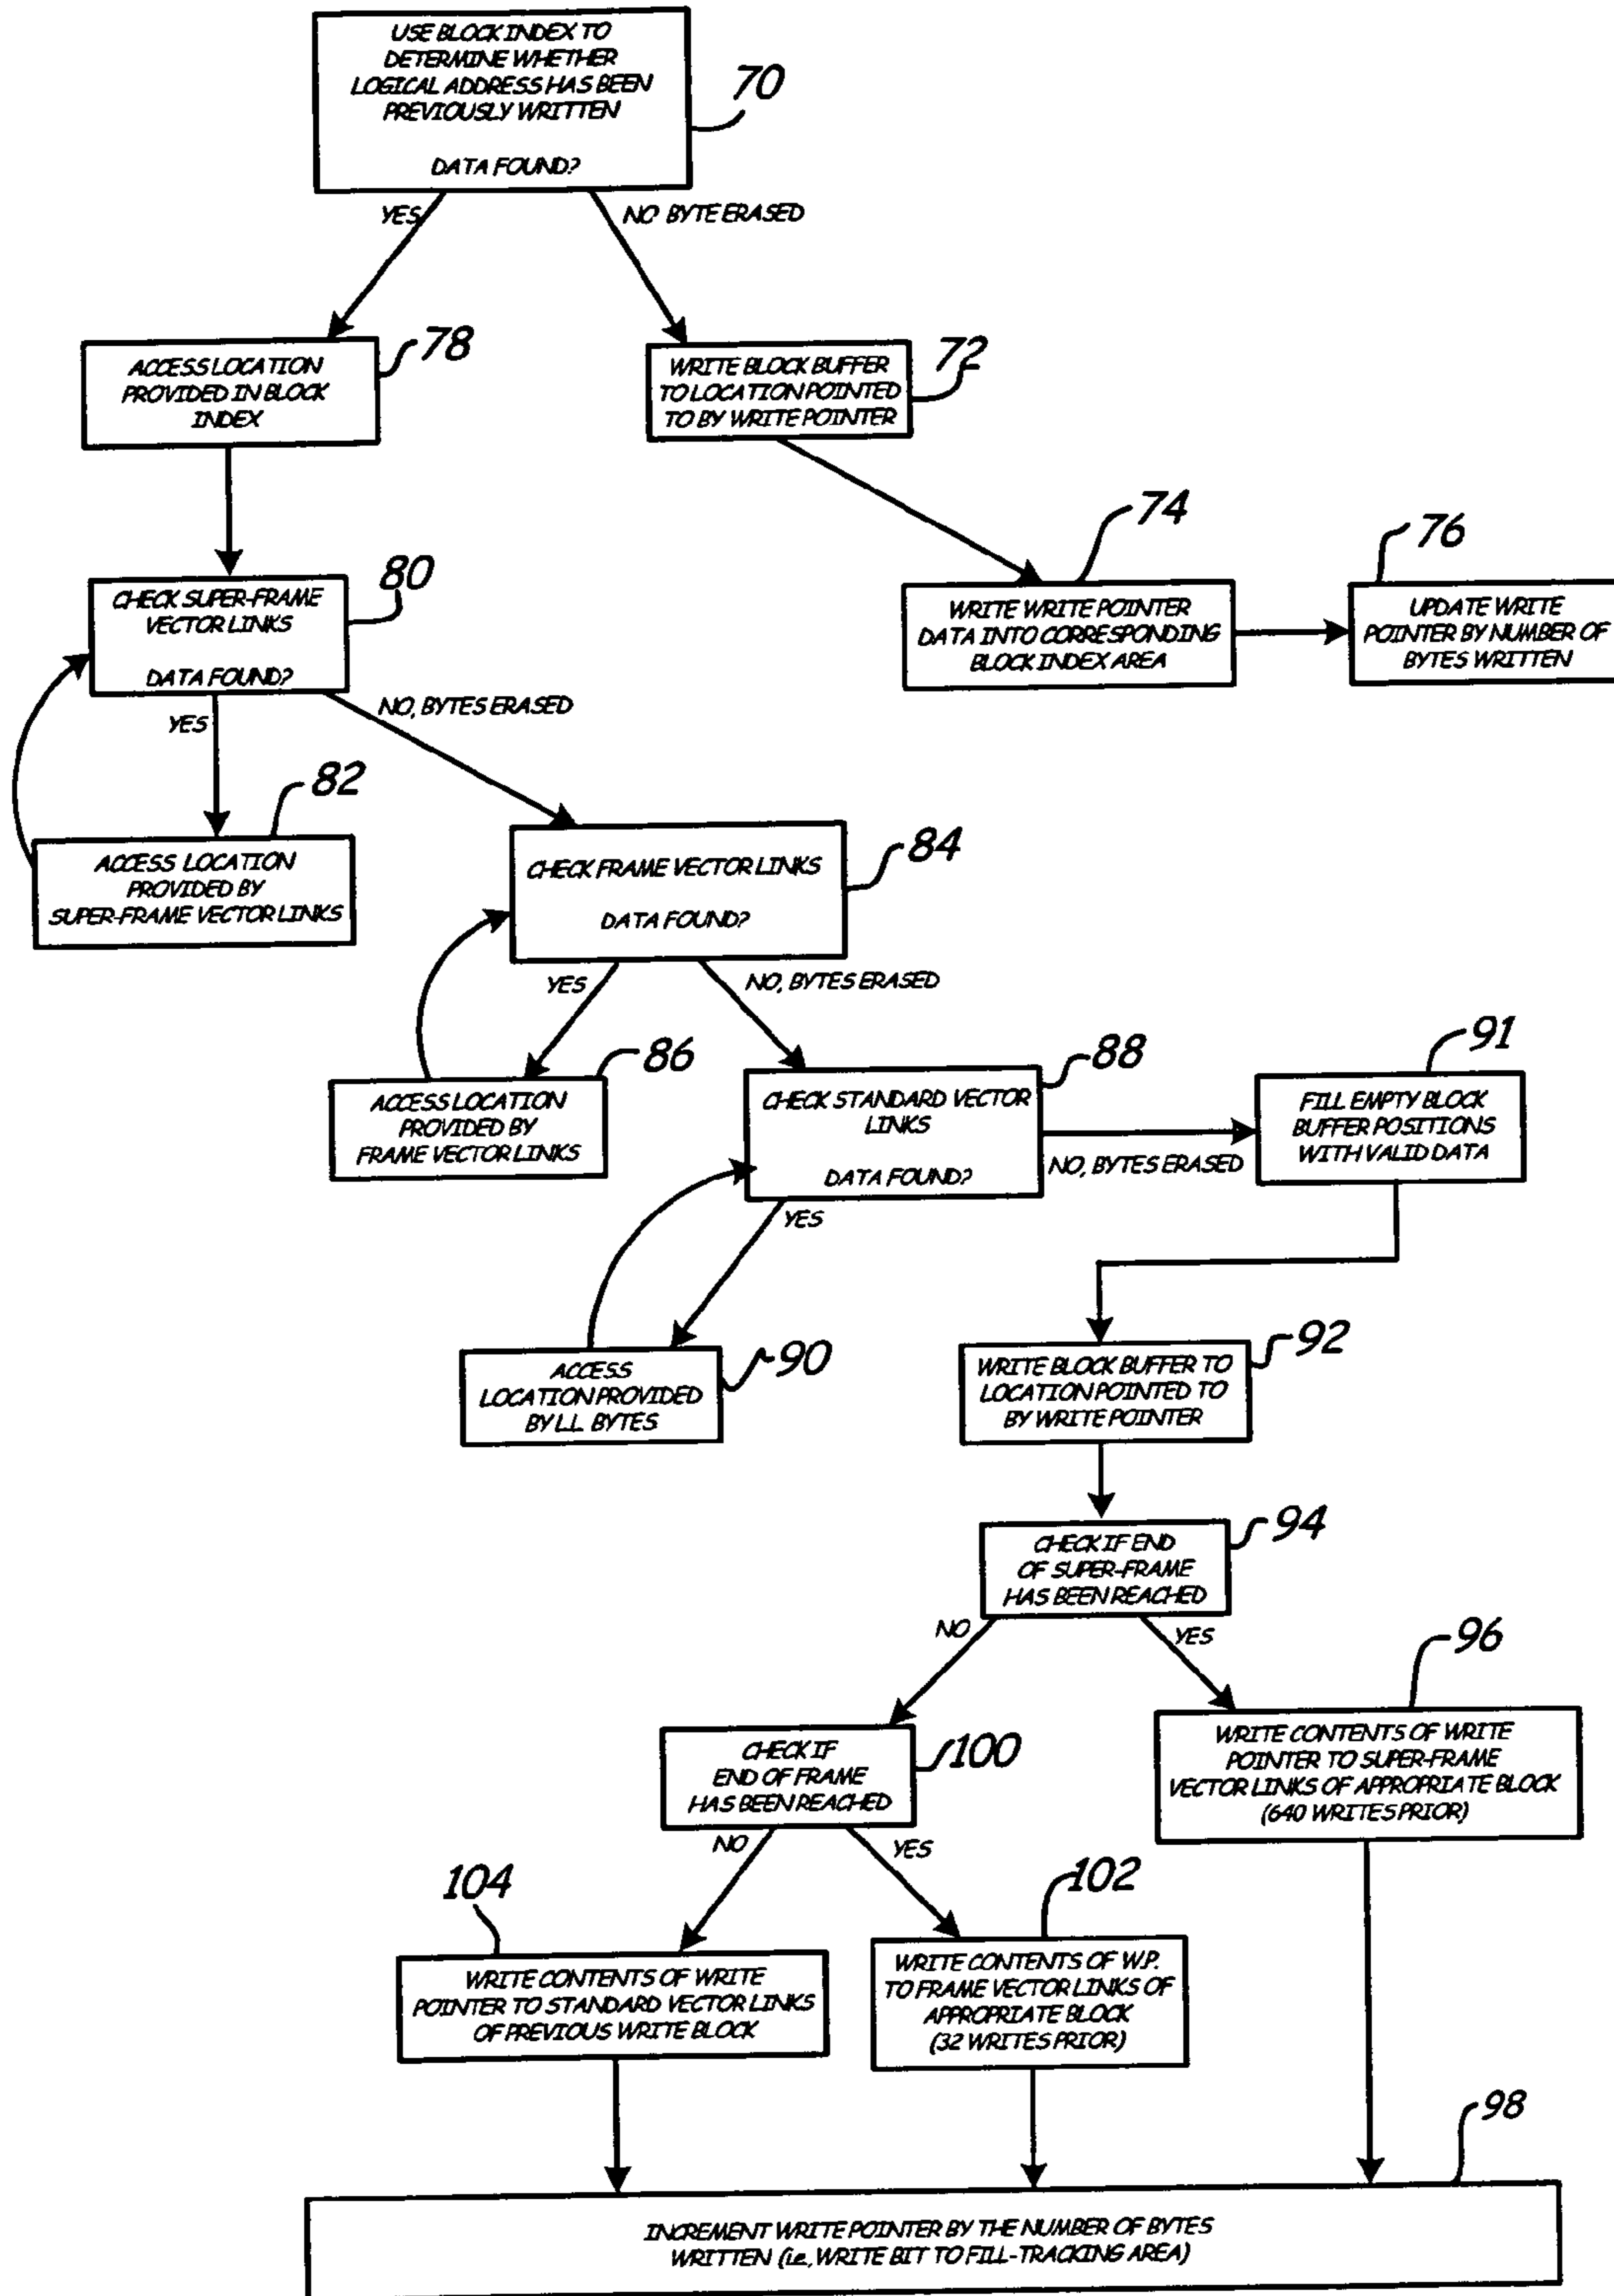 USE BLOCK INDEX TO
DETERMINE WHETHER
LOGICAL ADDRESS HAS BEEN
PREVIOUSLY WRITTEN
DATA FOUND?
70
YES
NO BYTE ERASED
ACCESS LOCATION
PROVIDED IN BLOCK
INDEX
78
WRITE BLOCK BUFFER
TO LOCATION POINTED
TO BY WRITE POINTER
72
74
WRITE WRITE POINTER
DATA INTO CORRESPONDING
BLOCK INDEX AREA
76
UPDATE WRITE
POINTER BY NUMBER OF
BYTES WRITTEN
CHECK SUPER-FRAME
VECTOR LINKS
DATA FOUND?
80
YES
NO, BYTES ERASED
82
ACCESS LOCATION
PROVIDED BY
SUPER-FRAME VECTOR LINKS
CHECK FRAME VECTOR LINKS
DATA FOUND?
84
YES
NO, BYTES ERASED
86
ACCESS LOCATION
PROVIDED BY
FRAME VECTOR LINKS
88
CHECK STANDARD VECTOR
LINKS
DATA FOUND?
NO, BYTES ERASED
YES
91
FILL EMPTY BLOCK
BUFFER POSITIONS
WITH VALID DATA
ACCESS
LOCATION PROVIDED
BY L.L. BYTES
90
WRITE BLOCK BUFFER TO
LOCATION POINTED TO
BY WRITE POINTER
92
CHECK IF END
OF SUPER-FRAME
HAS BEEN REACHED
94
NO
YES
96
WRITE CONTENTS OF WRITE
POINTER TO SUPER-FRAME
VECTOR LINKS OF APPROPRIATE BLOCK
(640 WRITES PRIOR)
CHECK IF
END OF FRAME
HAS BEEN REACHED
100
NO
YES
104
WRITE CONTENTS OF WRITE
POINTER TO STANDARD VECTOR LINKS
OF PREVIOUS WRITE BLOCK
102
WRITE CONTENTS OF W.P.
TO FRAME VECTOR LINKS OF
APPROPRIATE BLOCK
(32 WRITES PRIOR)
98
INCREMENT WRITE POINTER BY THE NUMBER OF BYTES
WRITTEN (i.e., WRITE BIT TO FILL-TRACKING AREA)